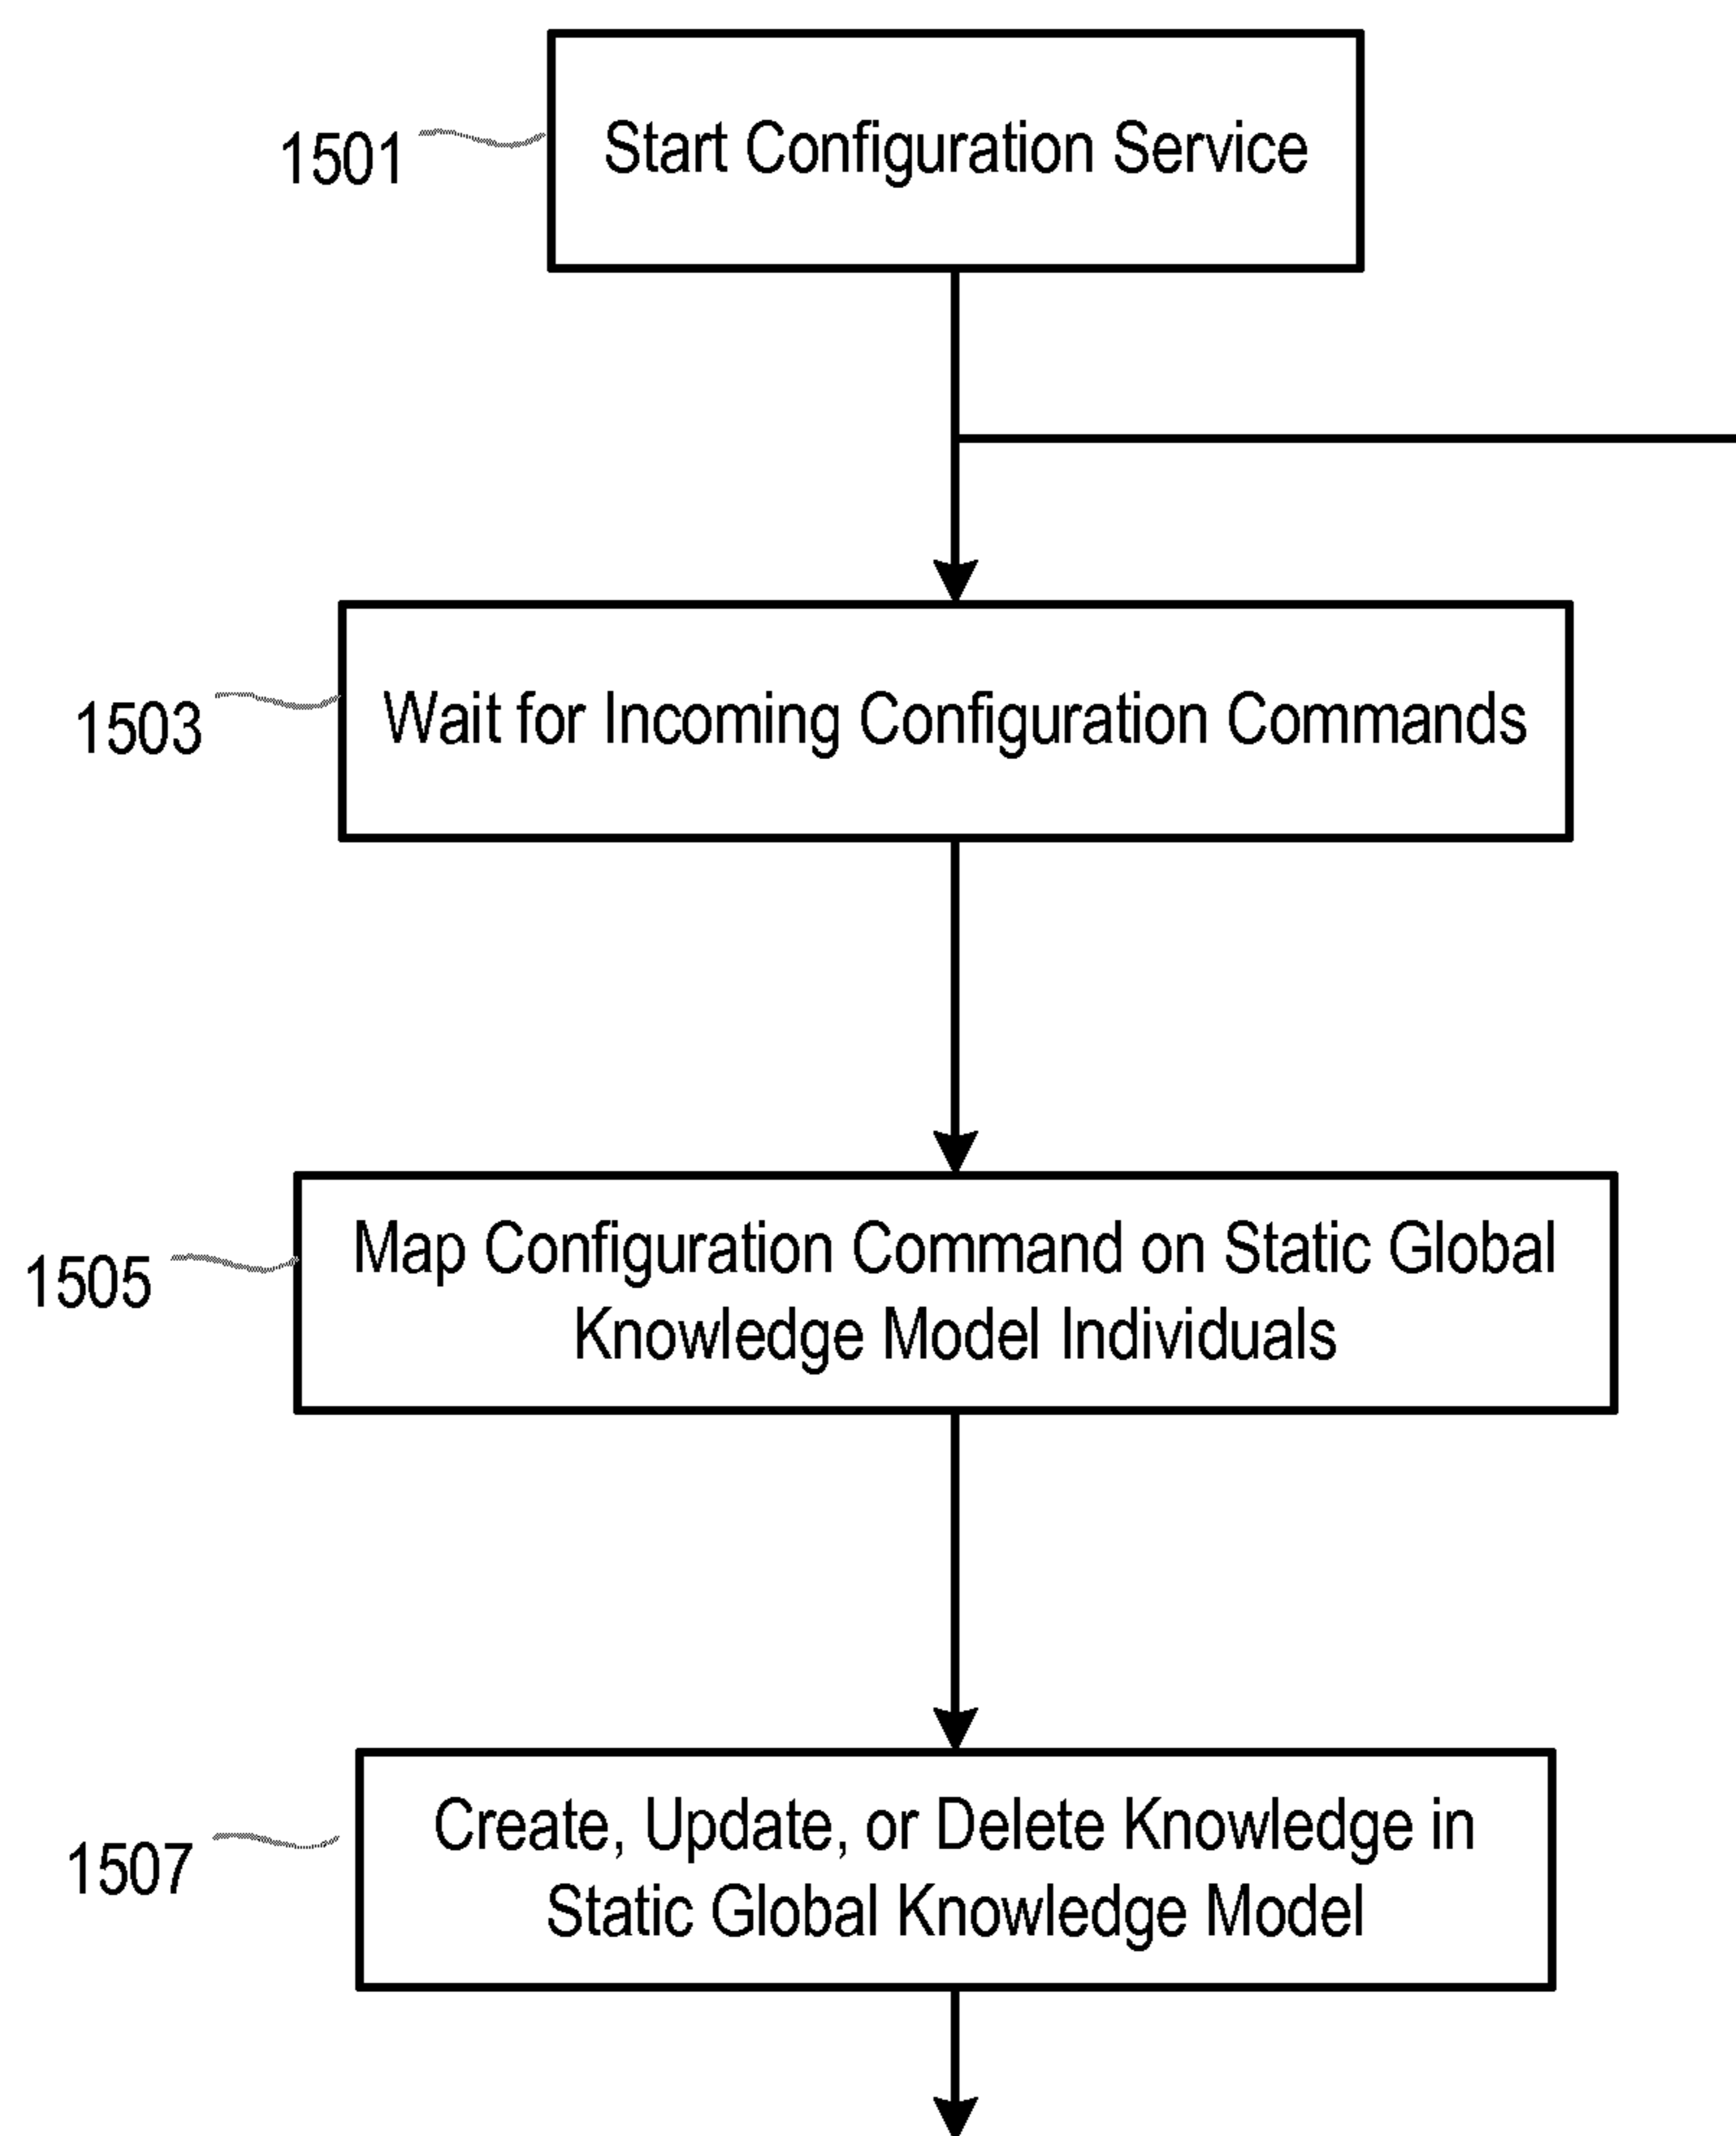 1501
Start Configuration Service
1503
Wait for Incoming Configuration Commands
1505
Map Configuration Command on Static Global
Knowledge Model Individuals
1507
Create, Update, or Delete Knowledge in
Static Global Knowledge Model